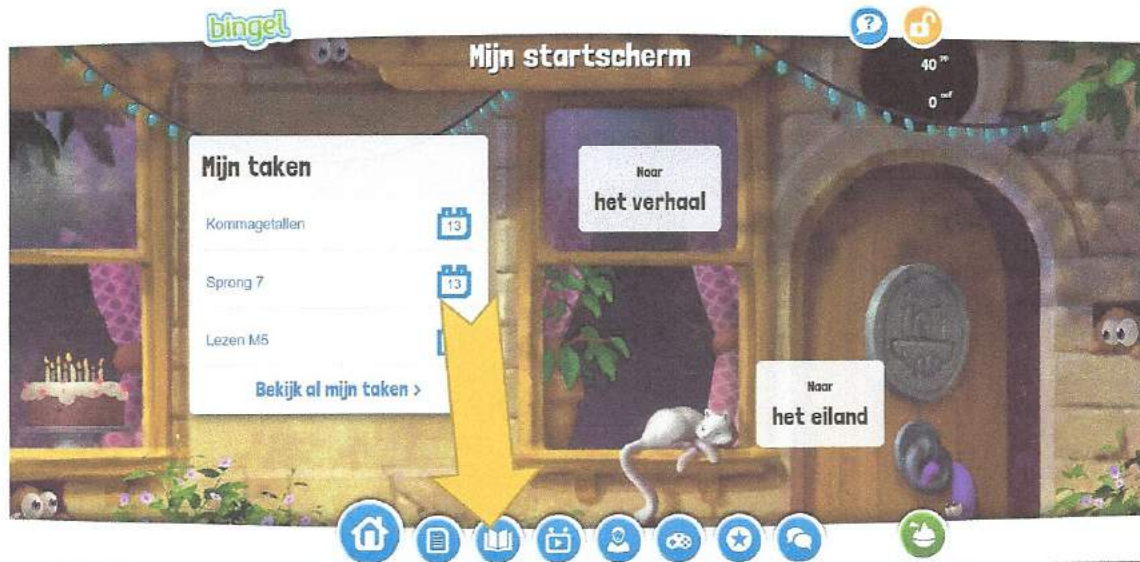 bingel
?
Mijn startscherm
40 pp
0
Mijn taken
Kommagetallen
13
Sprong 7
13
Lezen M5
Bekijk al mijn taken >
Naar
het verhaal
Naar
het eiland